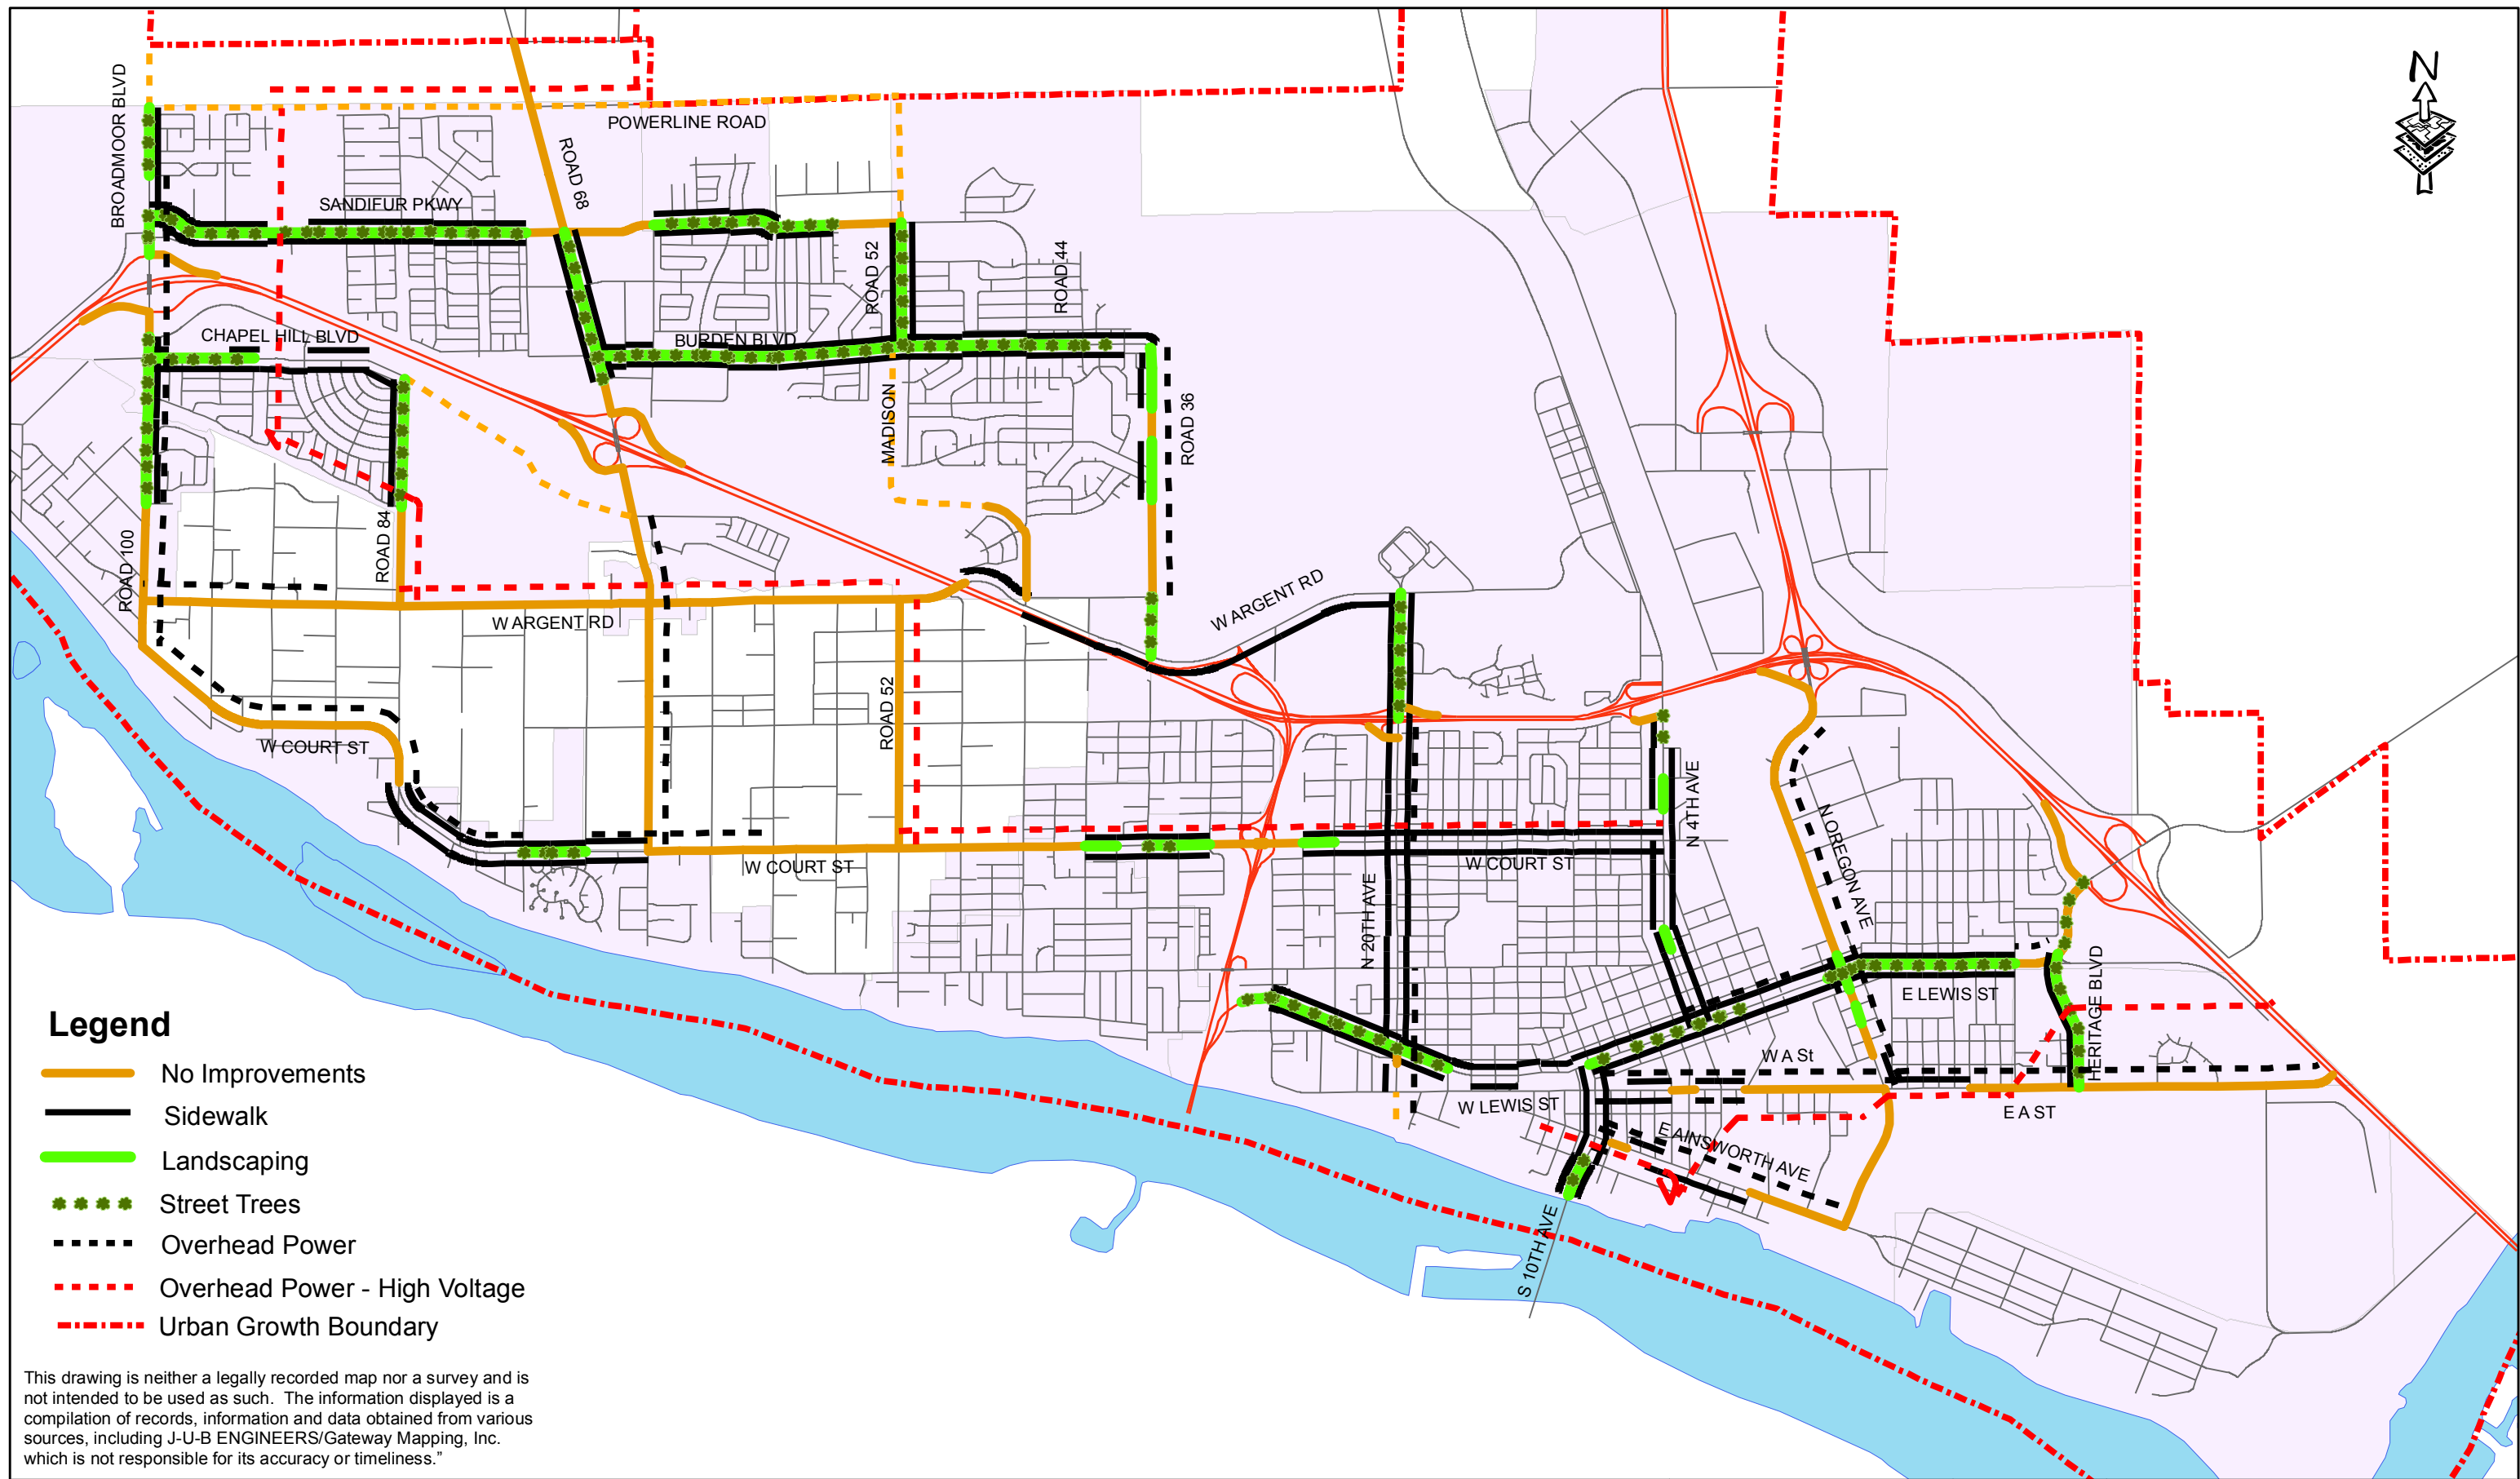 N
BROADMOOR BLVD
POWERLINE ROAD
ROAD 68
SANDIFUR PKWY
ROAD 52
ROAD 44
CHAPEL HILL BLVD
BURDEN BLVD
MADISON
ROAD 36
ROAD 100
ROAD 84
W ARGENT RD
W ARGENT RD
ROAD 52
W COURT ST
W COURT ST
W COURT ST
N 20TH AVE
N 4TH AVE
N OREGON AVE
E LEWIS ST
HERITAGE BLVD
W A St
W LEWIS ST
E A ST
E AINSWORTH AVE
S 10TH AVE
Legend
No Improvements
Sidewalk
Landscaping
Street Trees
Overhead Power
Overhead Power - High Voltage
Urban Growth Boundary
This drawing is neither a legally recorded map nor a survey and is
not intended to be used as such.  The information displayed is a
compilation of records, information and data obtained from various
sources, including J-U-B ENGINEERS/Gateway Mapping, Inc.
which is not responsible for its accuracy or timeliness.”